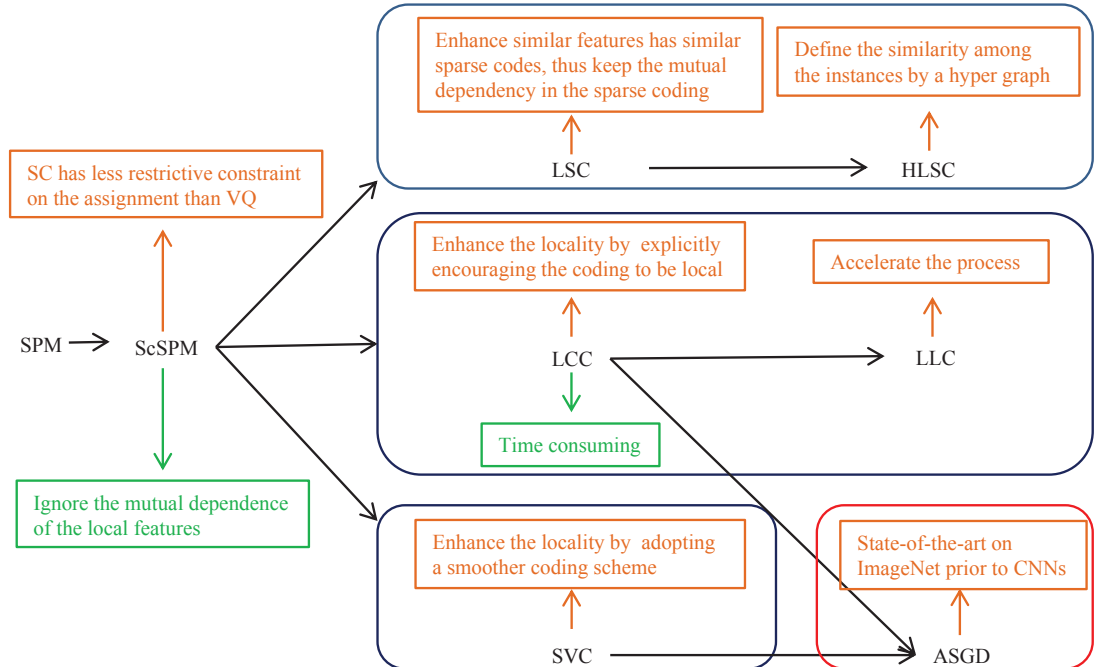 Enhance similar features has similar
sparse codes, thus keep the mutual
dependency in the sparse coding
Define the similarity among
the instances by a hyper graph
LSC
HLSC
SC has less restrictive constraint
on the assignment than VQ
Enhance the locality by explicitly
encouraging the coding to be local
Accelerate the process
SPM
ScSPM
LCC
LLC
Time consuming
Ignore the mutual dependence
of the local features
Enhance the locality by adopting
a smoother coding scheme
State-of-the-art on
ImageNet prior to CNNs
SVC
ASGD